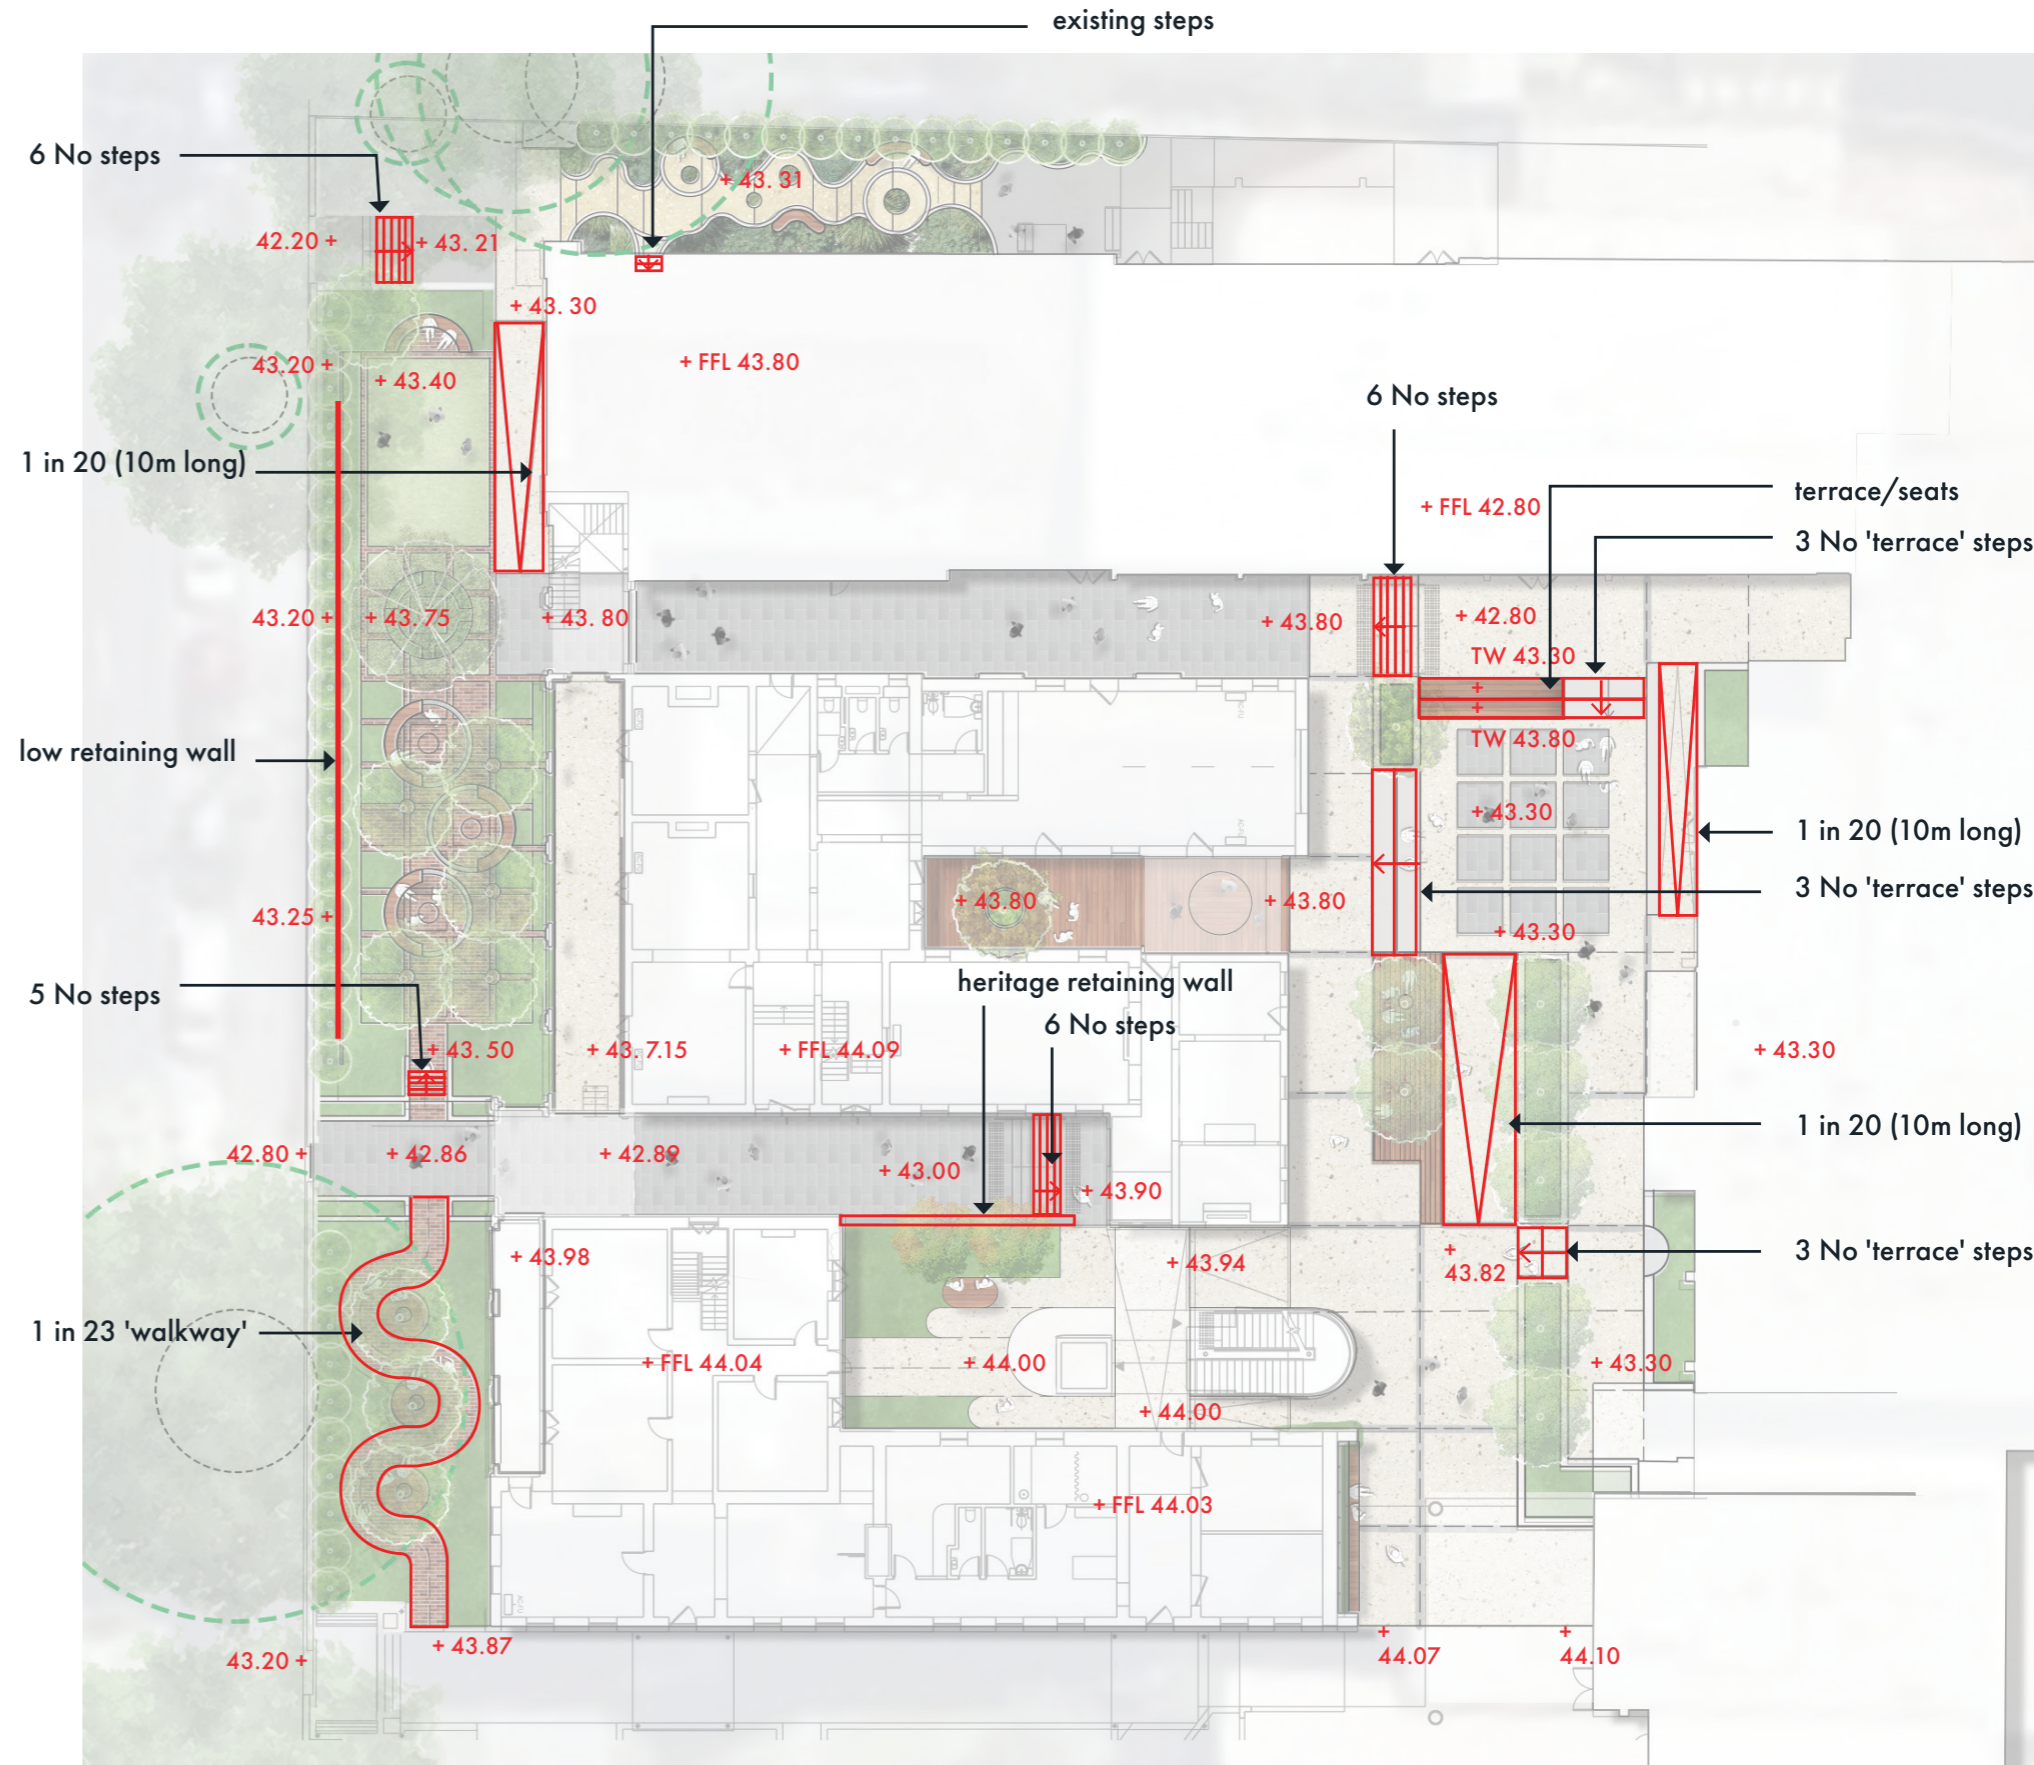 existing steps
6 No steps
+ 43. 31
42.20 +
+ 43. 21
+ 43. 30
43.20 +
+ 43.40
+ FFL 43.80
6 No steps
1 in 20 (10m long)
terrace/seats
+ FFL 42.80
3 No 'terrace' steps
43.20 +
+ 43.75
+ 43. 80
+ 43.80
+ 42.80
TW 43.30
+
+
TW 43.80
low retaining wall
+ 43.30
1 in 20 (10m long)
3 No 'terrace' steps
43.25 +
+ 43.80
+ 43.80
+ 43.30
heritage retaining wall
5 No steps
6 No steps
+ 43. 50
+ 43. 7.15
+ FFL 44.09
+ 43.30
1 in 20 (10m long)
42.80 +
+ 42.86
+ 42.89
+ 43.00
+ 43.90
+ 43.98
+ 43.94
+
43.82
3 No 'terrace' steps
1 in 23 'walkway'
+ FFL 44.04
+ 44.00
+ 43.30
+ 44.00
+ FFL 44.03
43.20 +
+ 43.87
+
44.07
+
44.10